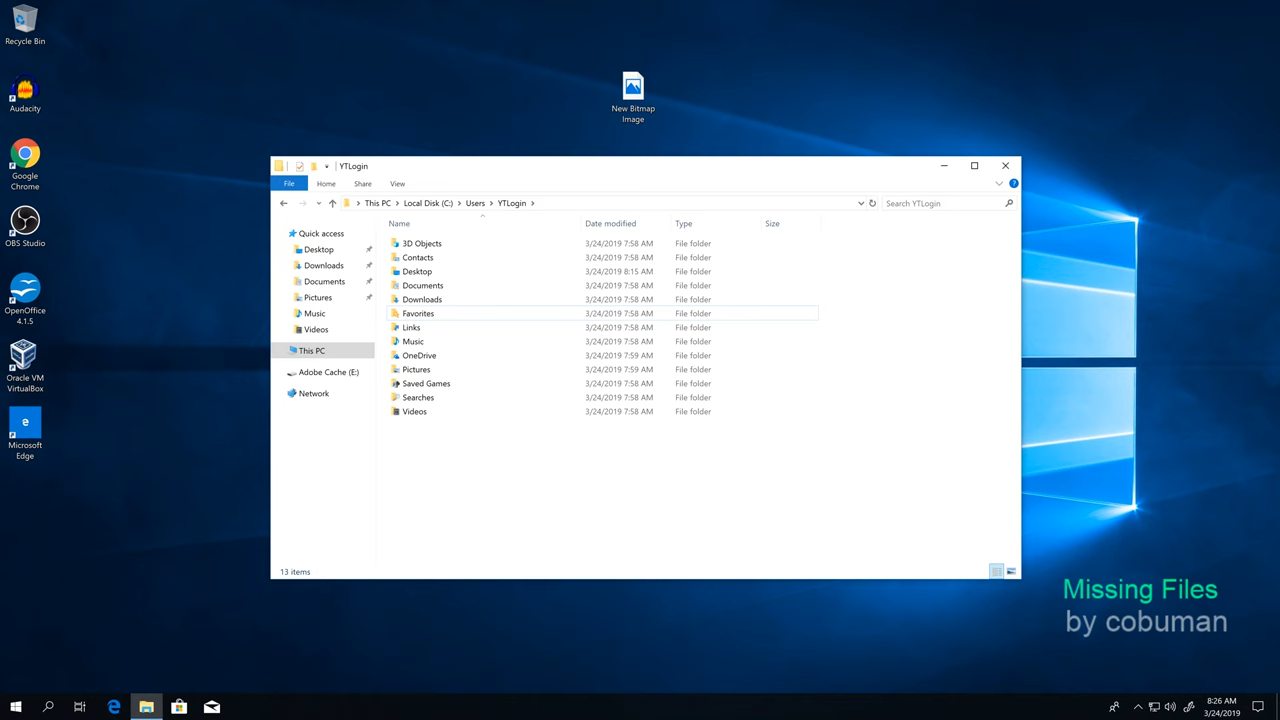 Recycle Bin
Audacity
Google
Chrome
OBS Studio
OpenOffice
4.1.5
Oracle VM
VirtualBox
Microsoft
Edge
New Bitmap
Image
YTLogin
File Home Share View
This PC Local Disk (C:) Users YTLogin
Search YTLogin
Quick access
Desktop
Downloads
Documents
Pictures
Music
Videos
This PC
Adobe Cache (E:)
Network
Name Date modified Type Size
3D Objects 3/24/2019 7:58 AM File folder
Contacts 3/24/2019 7:58 AM File folder
Desktop 3/24/2019 8:15 AM File folder
Documents 3/24/2019 7:58 AM File folder
Downloads 3/24/2019 7:58 AM File folder
Favorites 3/24/2019 7:58 AM File folder
Links 3/24/2019 7:58 AM File folder
Music 3/24/2019 7:58 AM File folder
OneDrive 3/24/2019 7:59 AM File folder
Pictures 3/24/2019 7:59 AM File folder
Saved Games 3/24/2019 7:58 AM File folder
Searches 3/24/2019 7:58 AM File folder
Videos 3/24/2019 7:58 AM File folder
13 items
Missing Files
by cobuman
8:26 AM
3/24/2019